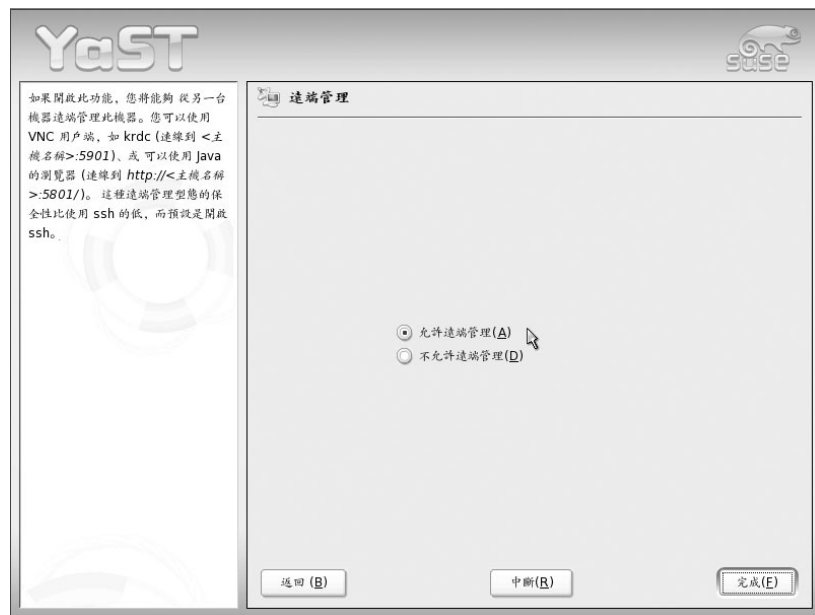 YaST
SUSE
如果開啟此功能，您將能夠 從另一台
機器遠端管理此機器。您可以使用
VNC 用戶端，如 krdc (連線到 <主
機名稱>:5901)、或 可以使用 Java
的瀏覽器 (連線到 http://<主機名稱
>:5801/)。 這種遠端管理型態的保
全性比使用 ssh 的低，而預設是開啟
ssh。
遠端管理
允許遠端管理(A)
不允許遠端管理(D)
返回 (B)
中斷(R)
完成(F)